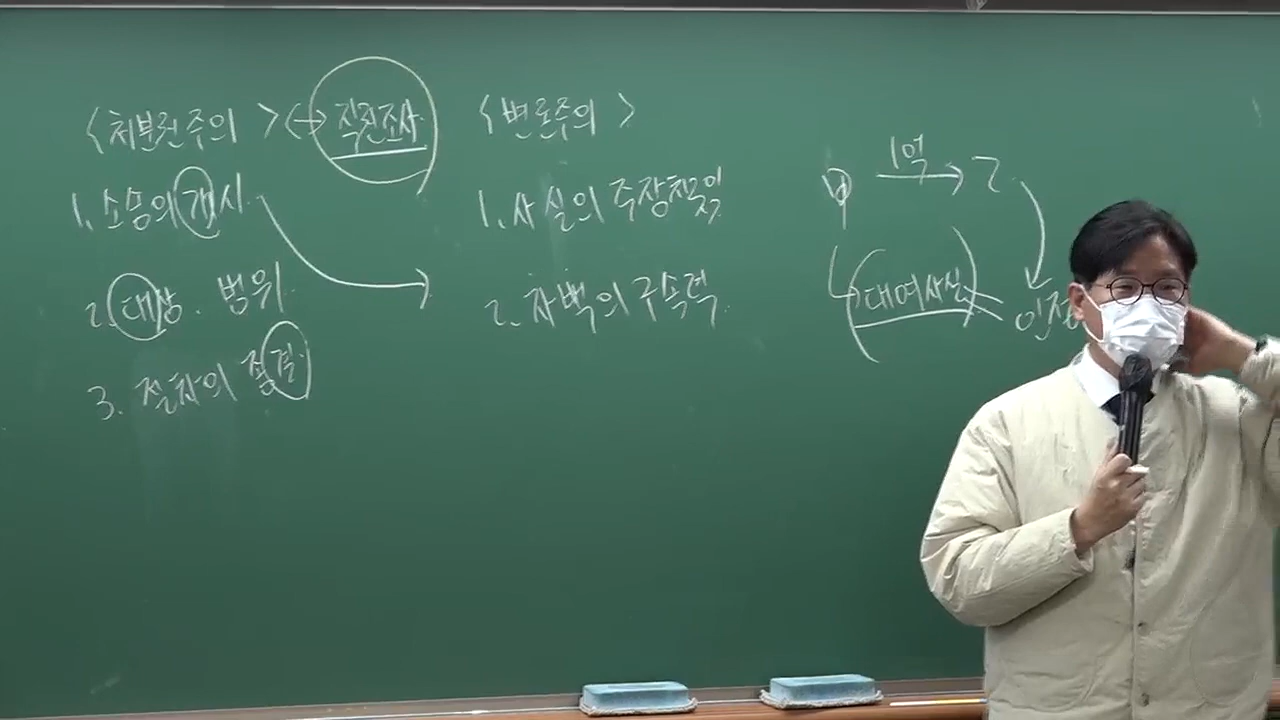 <처분권주의> ↔ 직권조사
1. 소송의 개시
2. 대상 · 범위
3. 절차의 종결
<변론주의>
1. 사실의 주장책임
2. 자백의 구속력
1억
대여사실